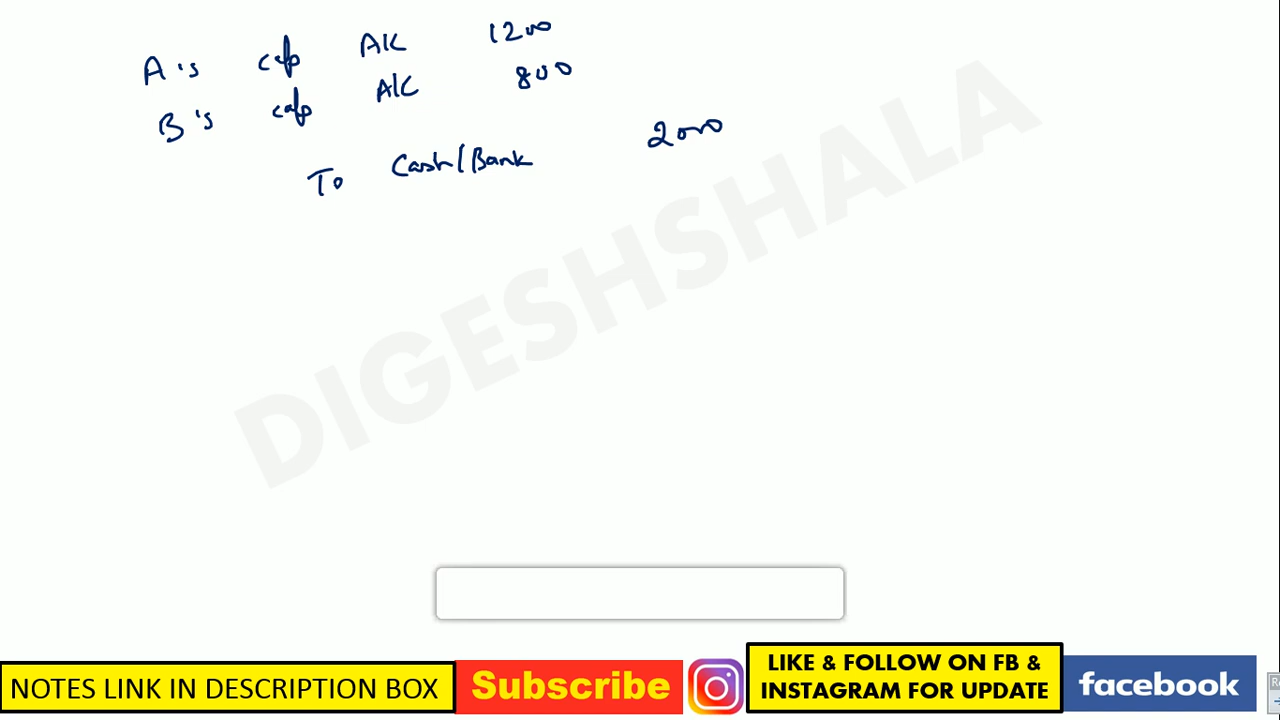 A's cap A/C 1200
B's cap A/C 800
To Cash/Bank 2000
DIGESHSHALA
NOTES LINK IN DESCRIPTION BOX
Subscribe
LIKE & FOLLOW ON FB &
INSTAGRAM FOR UPDATE
facebook